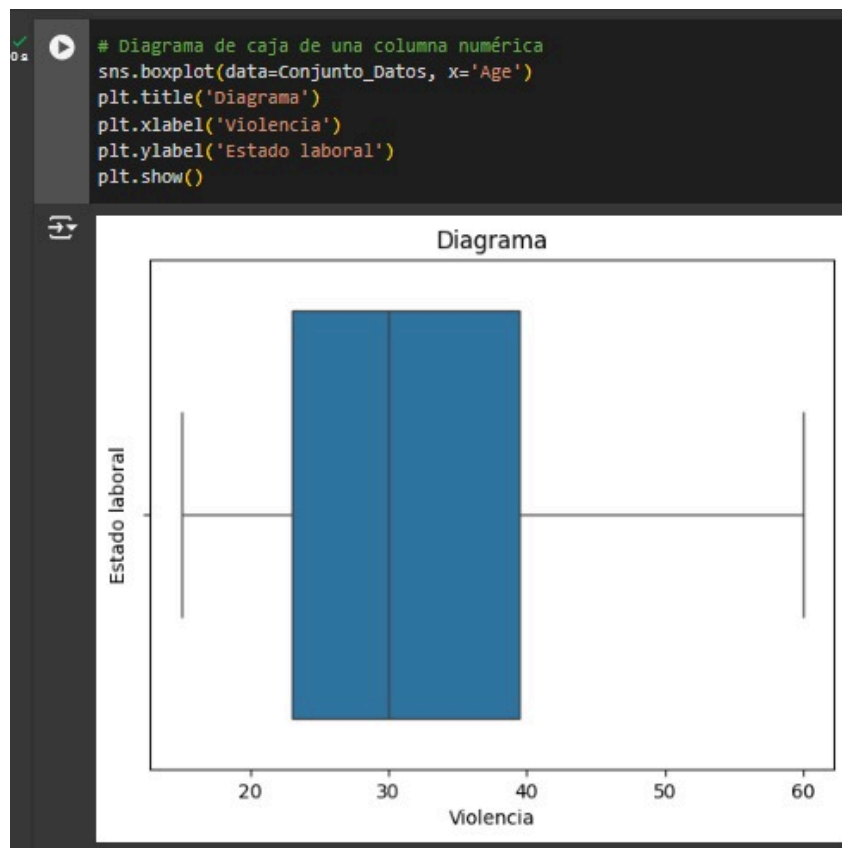 0 s
# Diagrama de caja de una columna numérica
sns.boxplot(data=Conjunto_Datos, x='Age')
plt.title('Diagrama')
plt.xlabel('Violencia')
plt.ylabel('Estado laboral')
plt.show()
Diagrama
Estado laboral
20 30 40 50 60
Violencia